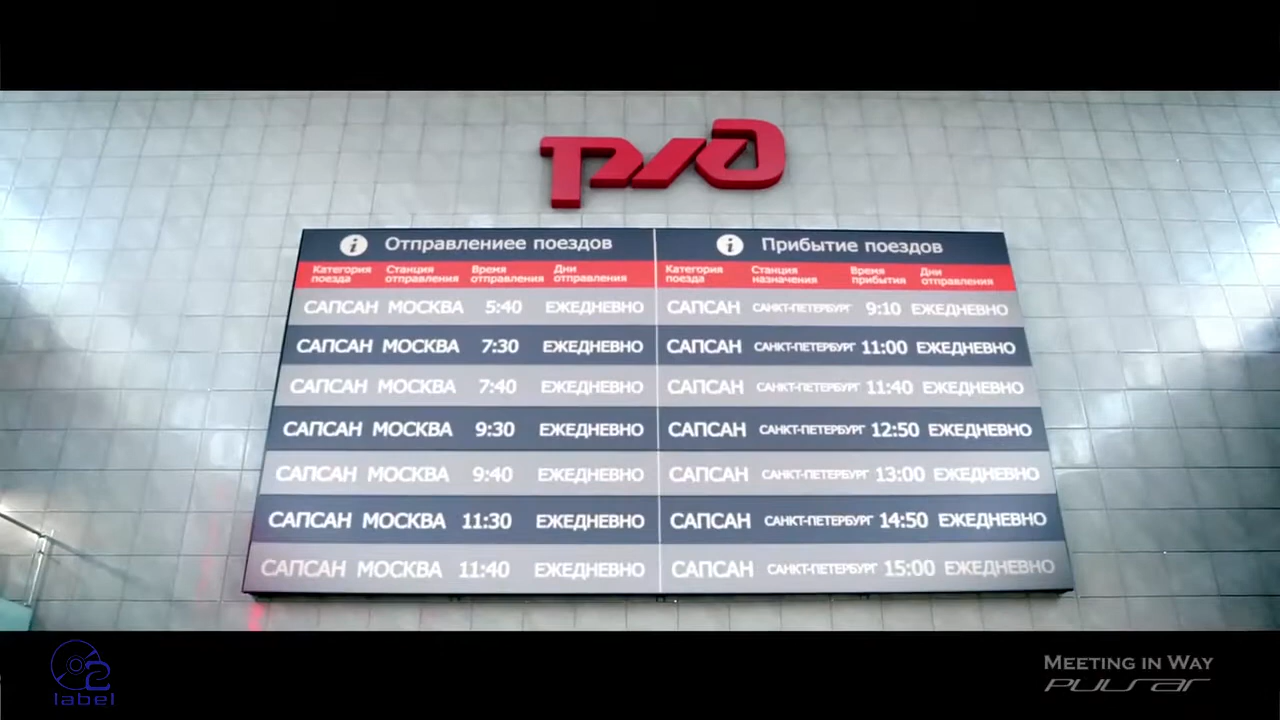 РЖД
i Отправлениее поездов
Категория поезда Станция отправления Время отправления Дни отправления
САПСАН МОСКВА 5:40 ЕЖЕДНЕВНО
САПСАН МОСКВА 7:30 ЕЖЕДНЕВНО
САПСАН МОСКВА 7:40 ЕЖЕДНЕВНО
САПСАН МОСКВА 9:30 ЕЖЕДНЕВНО
САПСАН МОСКВА 9:40 ЕЖЕДНЕВНО
САПСАН МОСКВА 11:30 ЕЖЕДНЕВНО
САПСАН МОСКВА 11:40 ЕЖЕДНЕВНО
i Прибытие поездов
Категория поезда Станция назначения Время прибытия Дни отправления
САПСАН САНКТ-ПЕТЕРБУРГ 9:10 ЕЖЕДНЕВНО
САПСАН САНКТ-ПЕТЕРБУРГ 11:00 ЕЖЕДНЕВНО
САПСАН САНКТ-ПЕТЕРБУРГ 11:40 ЕЖЕДНЕВНО
САПСАН САНКТ-ПЕТЕРБУРГ 12:50 ЕЖЕДНЕВНО
САПСАН САНКТ-ПЕТЕРБУРГ 13:00 ЕЖЕДНЕВНО
САПСАН САНКТ-ПЕТЕРБУРГ 14:50 ЕЖЕДНЕВНО
САПСАН САНКТ-ПЕТЕРБУРГ 15:00 ЕЖЕДНЕВНО
O2
label
MEETING IN WAY
PULSAR